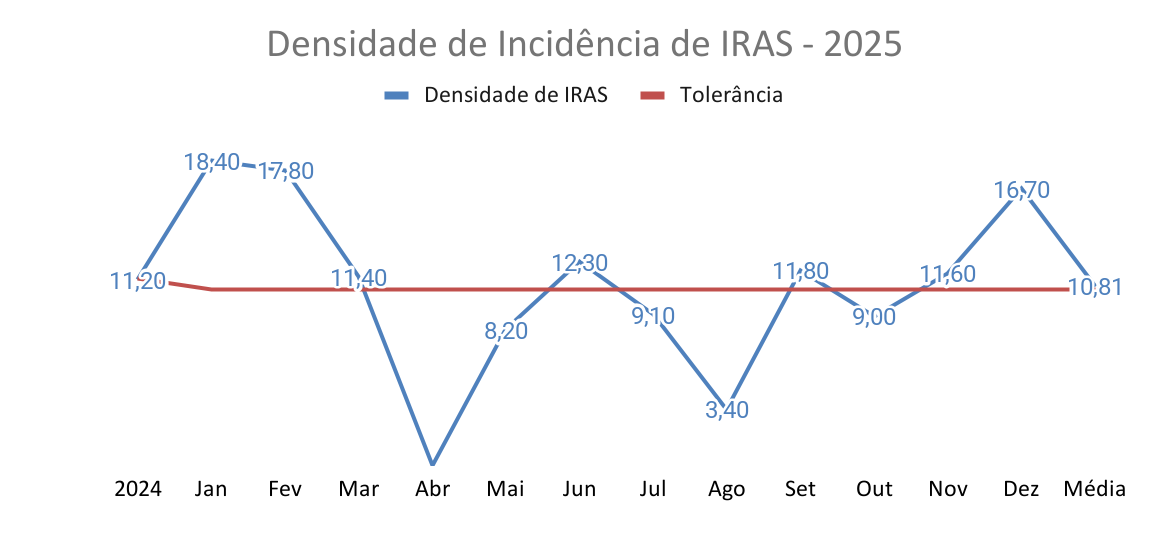 Densidade de Incidência de IRAS - 2025
Densidade de IRAS Tolerância
11,20 18,40 17,80 11,40 8,20 12,30 9,10 3,40 11,80 9,00 11,60 16,70 10,81
2024 Jan Fev Mar Abr Mai Jun Jul Ago Set Out Nov Dez Média